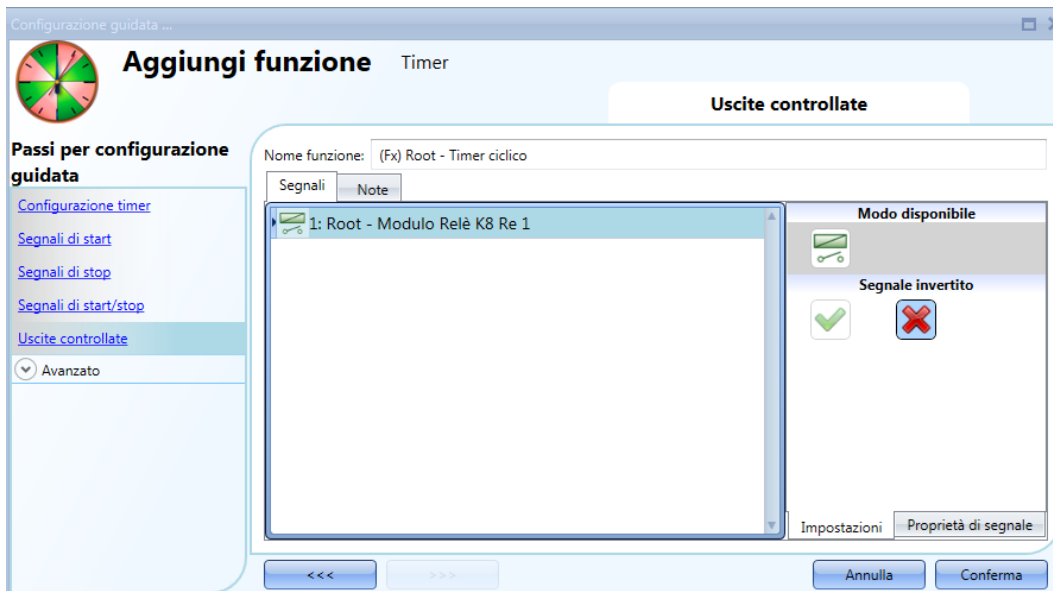 Configurazione guidata ...
Aggiungi funzione Timer
Uscite controllate
Passi per configurazione
guidata
Configurazione timer
Segnali di start
Segnali di stop
Segnali di start/stop
Uscite controllate
Avanzato
Nome funzione: (Fx) Root - Timer ciclico
Segnali Note
1: Root - Modulo Relè K8 Re 1
Modo disponibile
Segnale invertito
Impostazioni Proprietà di segnale
<<< >>> Annulla Conferma